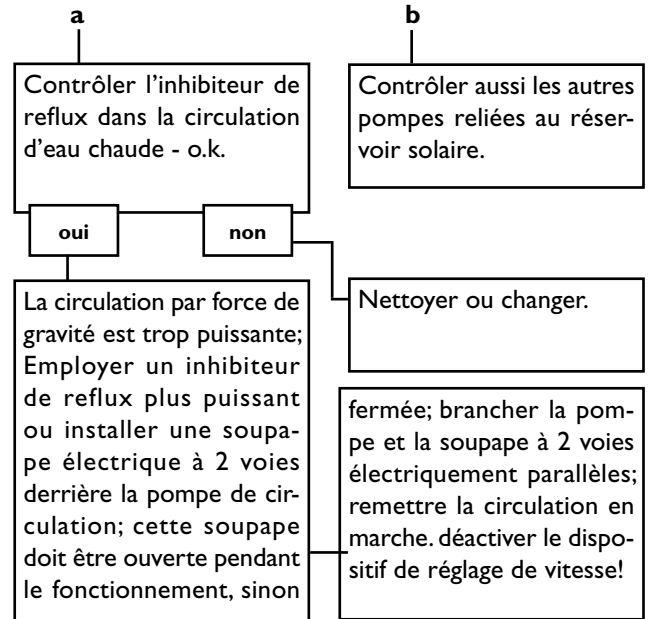 a
Contrôler l'inhibiteur de
reflux dans la circulation
d'eau chaude - o.k.
oui
non
La circulation par force de
gravité est trop puissante;
Employer un inhibiteur
de reflux plus puissant
ou installer une soupa-
pe électrique à 2 voies
derrière la pompe de cir-
culation; cette soupape
doit être ouverte pendant
le fonctionnement, sinon
b
Contrôler aussi les autres
pompes reliées au réser-
voir solaire.
Nettoyer ou changer.
fermée; brancher la pom-
pe et la soupape à 2 voies
électriquement parallèles;
remettre la circulation en
marche. déactiver le dispo-
sitif de réglage de vitesse!